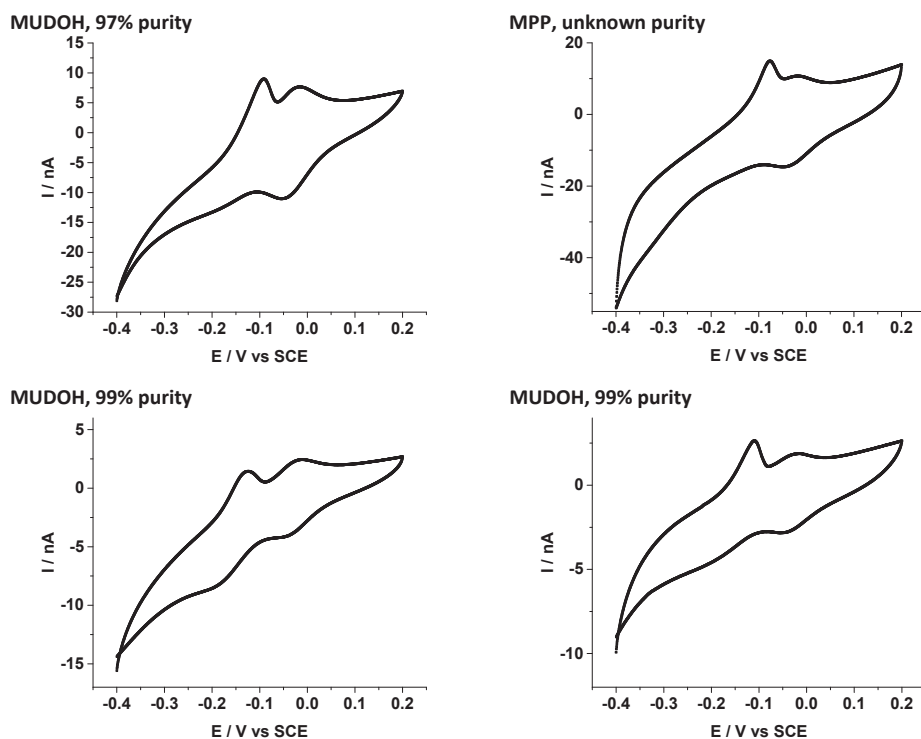 MUDOH, 97% purity
15
10
5
0
-5
-10
-15
-20
-25
-30
I / nA
-0.4 -0.3 -0.2 -0.1 0.0 0.1 0.2
E / V vs SCE
MPP, unknown purity
20
0
-20
-40
I / nA
-0.4 -0.3 -0.2 -0.1 0.0 0.1 0.2
E / V vs SCE
MUDOH, 99% purity
5
0
-5
-10
-15
I / nA
-0.4 -0.3 -0.2 -0.1 0.0 0.1 0.2
E / V vs SCE
MUDOH, 99% purity
0
-5
-10
I / nA
-0.4 -0.3 -0.2 -0.1 0.0 0.1 0.2
E / V vs SCE